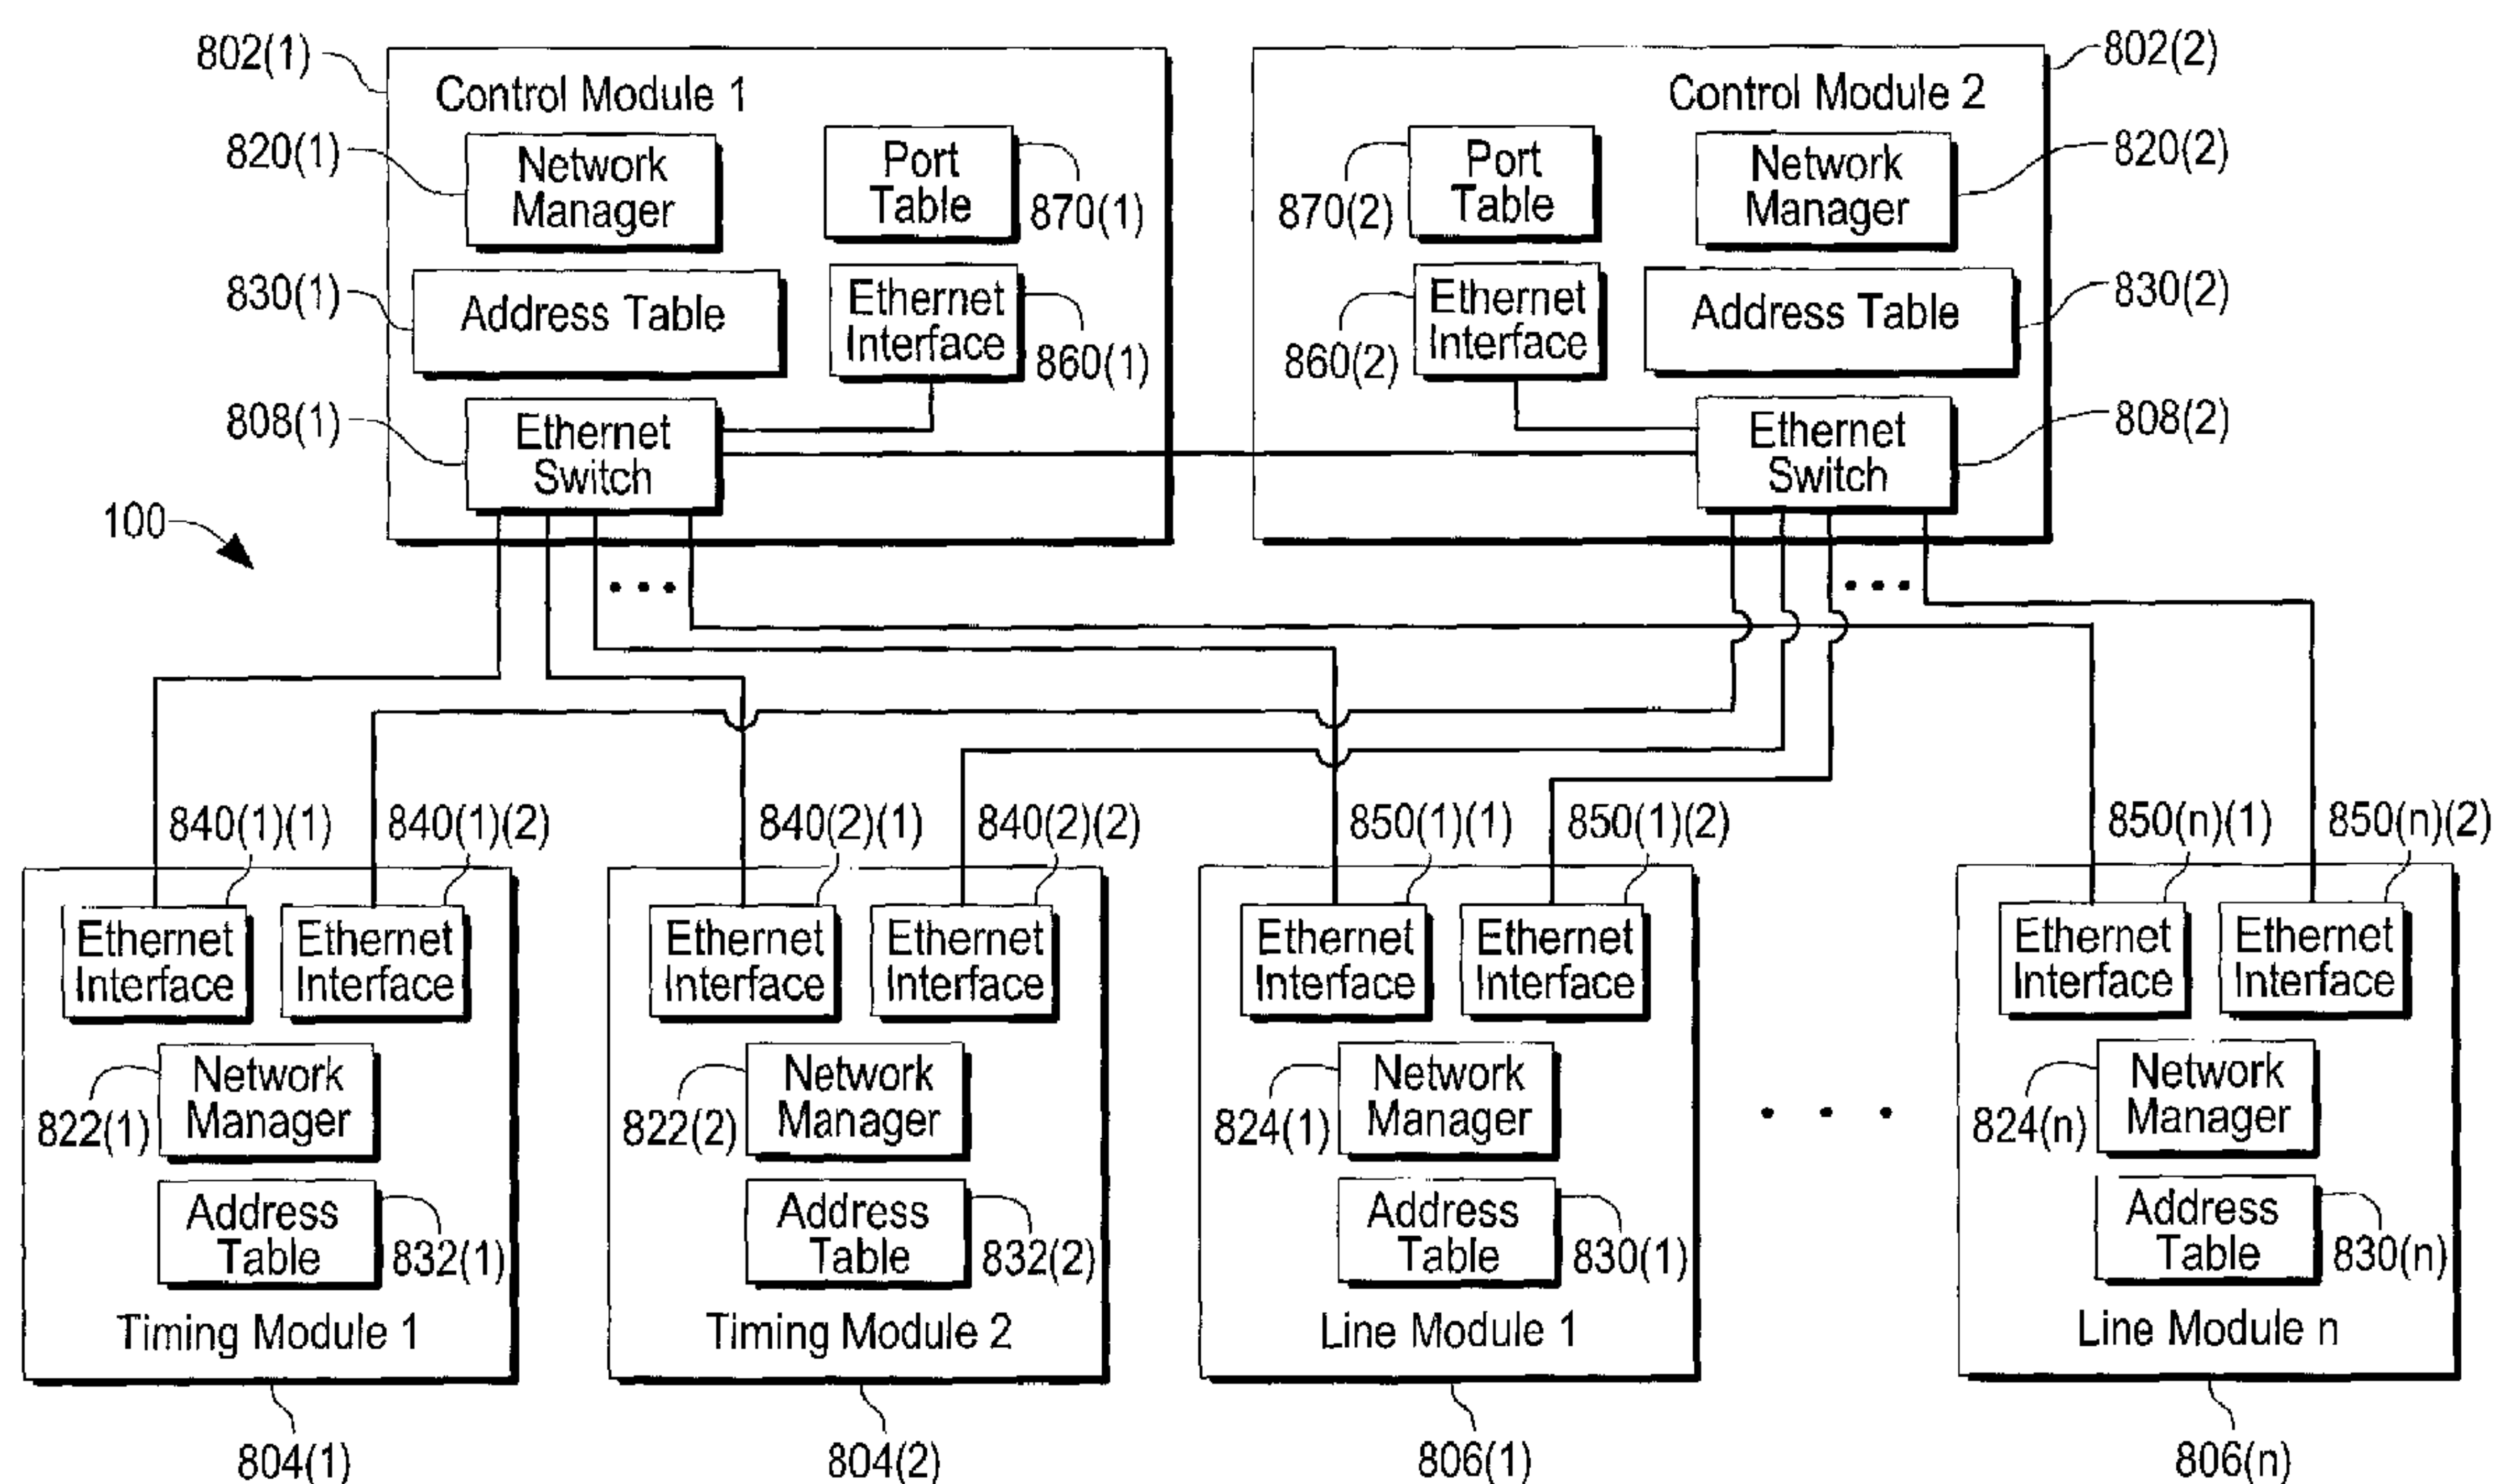 802(1)
Control Module 1
820(1)
Network
Manager
Port
Table
870(1)
830(1)
Address Table
Ethernet
Interface
860(1)
808(1)
Ethernet
Switch
802(2)
Control Module 2
870(2)
Port
Table
Network
Manager
820(2)
860(2)
Ethernet
Interface
Address Table
830(2)
Ethernet
Switch
808(2)
100
• • •
• • •
840(1)(1)
840(1)(2)
840(2)(1)
840(2)(2)
850(1)(1)
850(1)(2)
850(n)(1)
850(n)(2)
Ethernet
Interface
Ethernet
Interface
822(1)
Network
Manager
Address
Table
832(1)
Timing Module 1
804(1)
Ethernet
Interface
Ethernet
Interface
822(2)
Network
Manager
Address
Table
832(2)
Timing Module 2
804(2)
Ethernet
Interface
Ethernet
Interface
824(1)
Network
Manager
Address
Table
830(1)
Line Module 1
806(1)
• • •
Ethernet
Interface
Ethernet
Interface
824(n)
Network
Manager
Address
Table
830(n)
Line Module n
806(n)